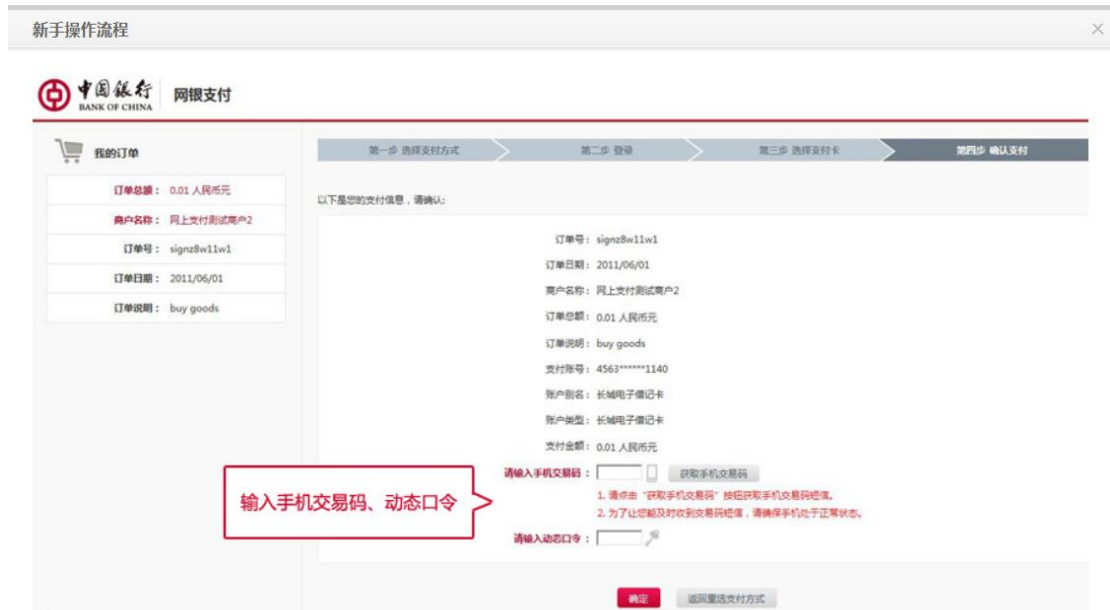 新手操作流程
中国银行 网银支付
BANK OF CHINA
我的订单
订单总额： 0.01 人民币元
商户名称： 网上支付测试商户2
订单号： signz8w11w1
订单日期： 2011/06/01
订单说明： buy goods
第一步 选择支付方式 第二步 登录 第三步 选择支付卡 第四步 确认支付
以下是您的支付信息，请确认：
订单号： signz8w11w1
订单日期： 2011/06/01
商户名称： 网上支付测试商户2
订单总额： 0.01 人民币元
订单说明： buy goods
支付账号： 4563******1140
账户别名： 长城电子借记卡
账户类型： 长城电子借记卡
支付金额： 0.01 人民币元
请输入手机交易码： 获取手机交易码
1. 请点击“获取手机交易码”按钮获取手机交易码短信。
2. 为了让您能及时收到交易码短信，请确保手机处于正常状态。
输入手机交易码、动态口令
请输入动态口令：
确定 返回重选支付方式